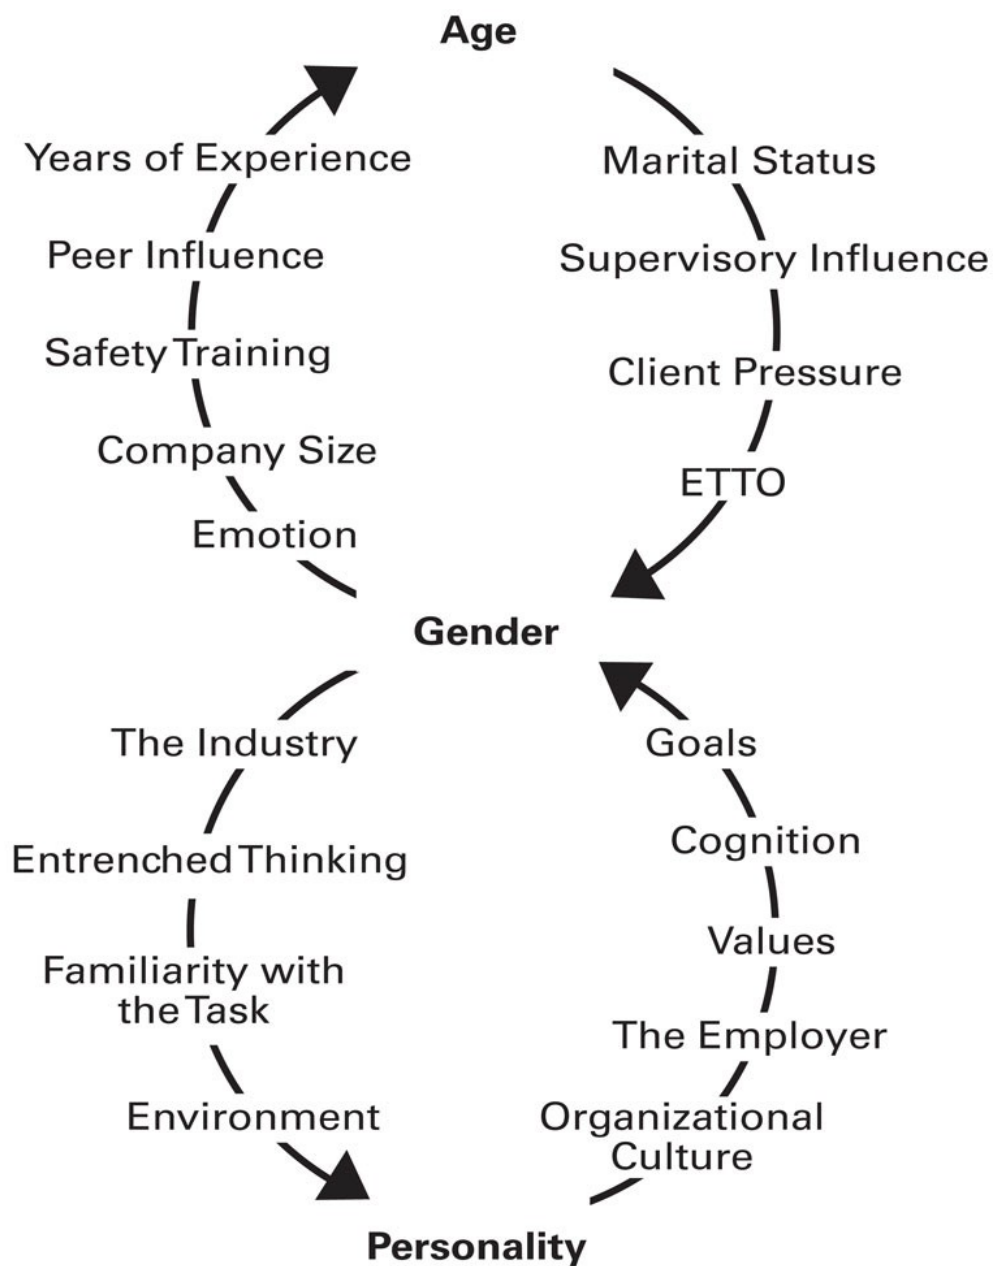 Age
Years of Experience
Marital Status
Peer Influence
Supervisory Influence
Safety Training
Client Pressure
Company Size
ETTO
Emotion
Gender
The Industry
Goals
Entrenched Thinking
Cognition
Familiarity with
the Task
Values
The Employer
Environment
Organizational
Culture
Personality